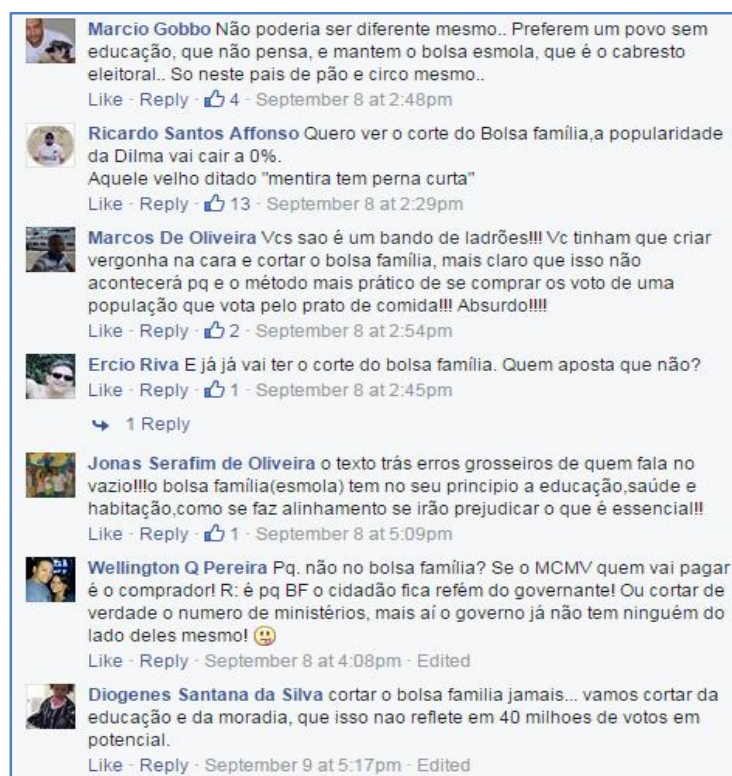 Marcio Gobbo Não poderia ser diferente mesmo.. Preferem um povo sem
educação, que não pensa, e mantem o bolsa esmola, que é o cabresto
eleitoral.. So neste pais de pão e circo mesmo..
Like · Reply · 4 · September 8 at 2:48pm
Ricardo Santos Affonso Quero ver o corte do Bolsa família,a popularidade
da Dilma vai cair a 0%.
Aquele velho ditado "mentira tem perna curta"
Like · Reply · 13 · September 8 at 2:29pm
Marcos De Oliveira Vcs sao é um bando de ladrões!!! Vc tinham que criar
vergonha na cara e cortar o bolsa família, mais claro que isso não
acontecerá pq e o método mais prático de se comprar os voto de uma
população que vota pelo prato de comida!!! Absurdo!!!!
Like · Reply · 2 · September 8 at 2:54pm
Ercio Riva E já já vai ter o corte do bolsa família. Quem aposta que não?
Like · Reply · 1 · September 8 at 2:45pm
1 Reply
Jonas Serafim de Oliveira o texto trás erros grosseiros de quem fala no
vazio!!!o bolsa família(esmola) tem no seu principio a educação,saúde e
habitação,como se faz alinhamento se irão prejudicar o que é essencial!!
Like · Reply · 1 · September 8 at 5:09pm
Wellington Q Pereira Pq. não no bolsa família? Se o MCMV quem vai pagar
é o comprador! R: é pq BF o cidadão fica refém do governante! Ou cortar de
verdade o numero de ministérios, mais aí o governo já não tem ninguém do
lado deles mesmo!
Like · Reply · September 8 at 4:08pm · Edited
Diogenes Santana da Silva cortar o bolsa familia jamais... vamos cortar da
educação e da moradia, que isso nao reflete em 40 milhoes de votos em
potencial.
Like · Reply · September 9 at 5:17pm · Edited